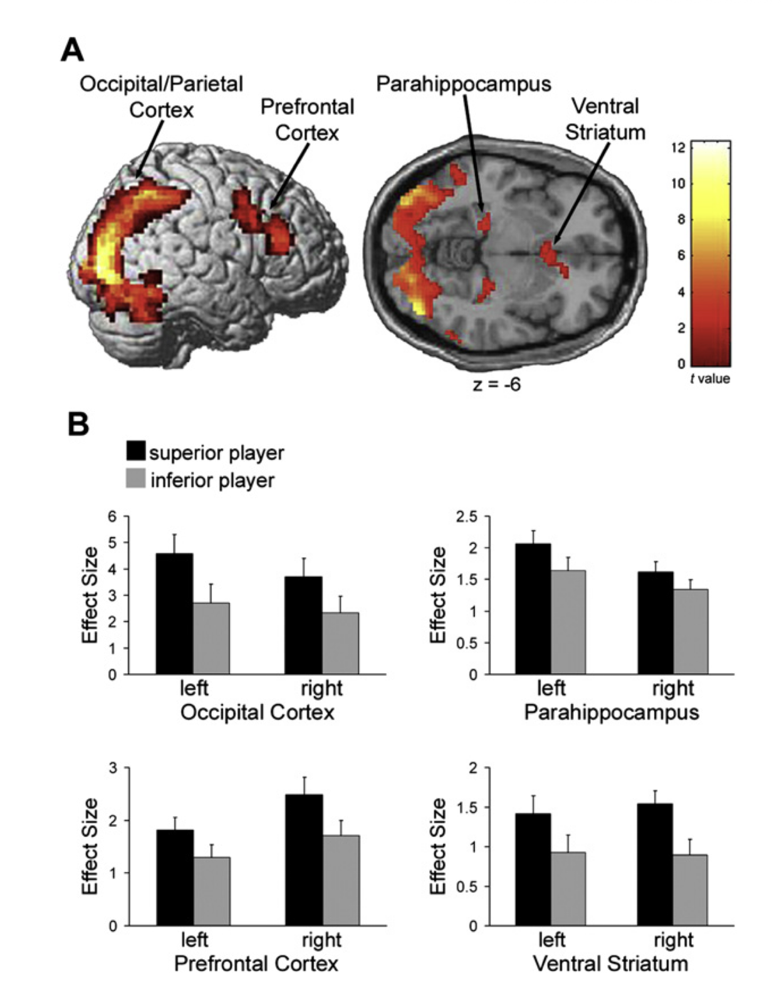 A
Occipital/Parietal
Cortex
Prefrontal
Cortex
Parahippocampus
Ventral
Striatum
12
10
8
6
4
2
0
t value
z = -6
B
superior player
inferior player
6
5
4
3
2
1
0
Effect Size
left right
Occipital Cortex
2.5
2
1.5
1
0.5
0
Effect Size
left right
Parahippocampus
3
2
1
0
Effect Size
left right
Prefrontal Cortex
2
1.5
1
0.5
0
Effect Size
left right
Ventral Striatum